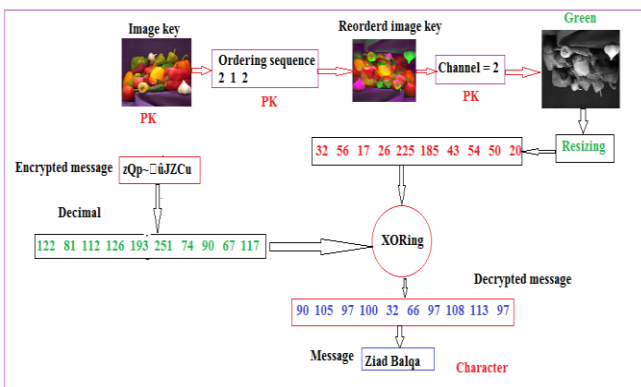 Image key
Reorderd image key
Green
Ordering sequence
2 1 2
Channel = 2
PK
PK
PK
32 56 17 26 225 185 43 54 50 20
Resizing
Encrypted message
zQp~□ûJZCu
Decimal
122 81 112 126 193 251 74 90 67 117
XORing
Decrypted message
90 105 97 100 32 66 97 108 113 97
Message
Ziad Balqa
Character